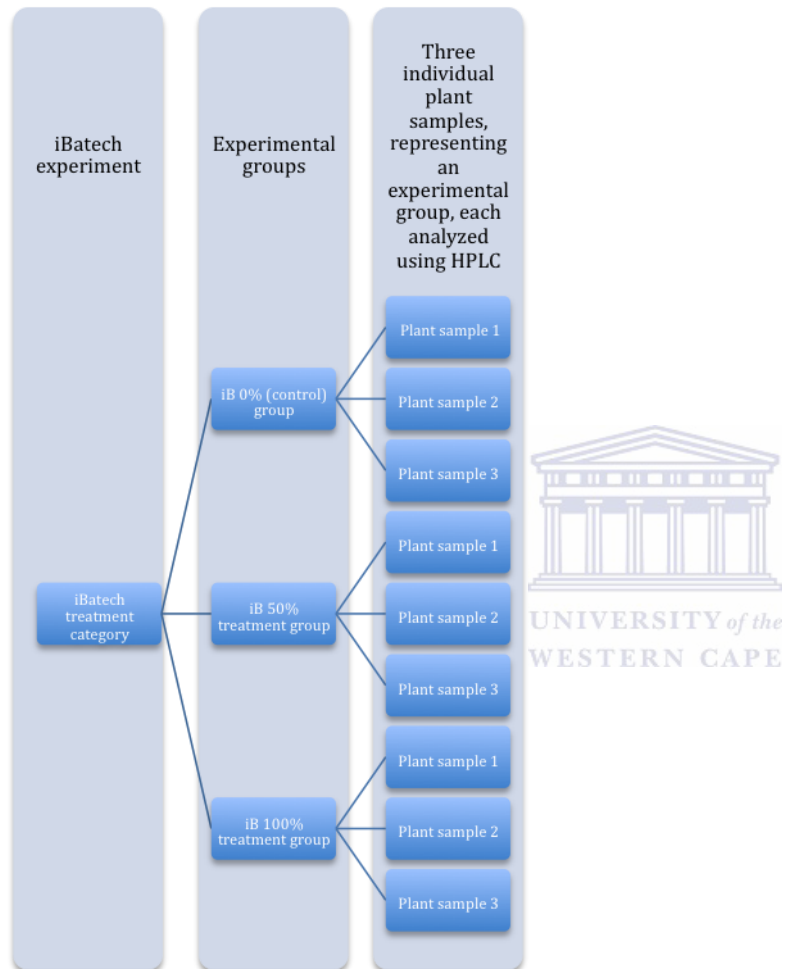 iBatech
experiment
Experimental
groups
Three
individual
plant
samples,
representing
an
experimental
group, each
analyzed
using HPLC
iBatech
treatment
category
iB 0% (control)
group
Plant sample 1
Plant sample 2
Plant sample 3
iB 50%
treatment group
Plant sample 1
Plant sample 2
Plant sample 3
iB 100%
treatment group
Plant sample 1
Plant sample 2
Plant sample 3
UNIVERSITY of the
WESTERN CAPE